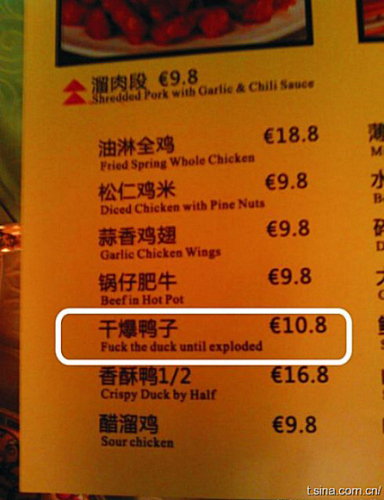 溜肉段 €9.8
Shredded Pork with Garlic & Chili Sauce
油淋全鸡 €18.8
Fried Spring Whole Chicken
松仁鸡米 €9.8
Diced Chicken with Pine Nuts
蒜香鸡翅 €9.8
Garlic Chicken Wings
锅仔肥牛 €9.8
Beef in Hot Pot
干爆鸭子 €10.8
Fuck the duck until exploded
香酥鸭1/2 €16.8
Crispy Duck by Half
醋溜鸡 €9.8
Sour chicken
t.sina.com.cn/